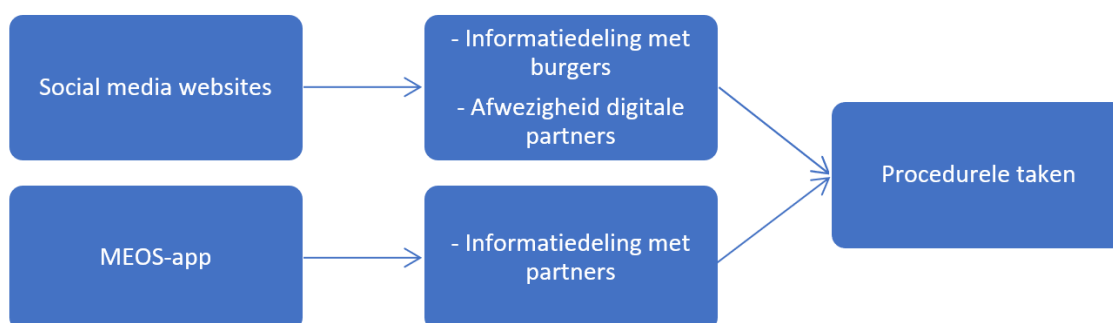 Social media websites
- Informatiedeling met
burgers
- Afwezigheid digitale
partners
Procedurele taken
MEOS-app
- Informatiedeling met
partners